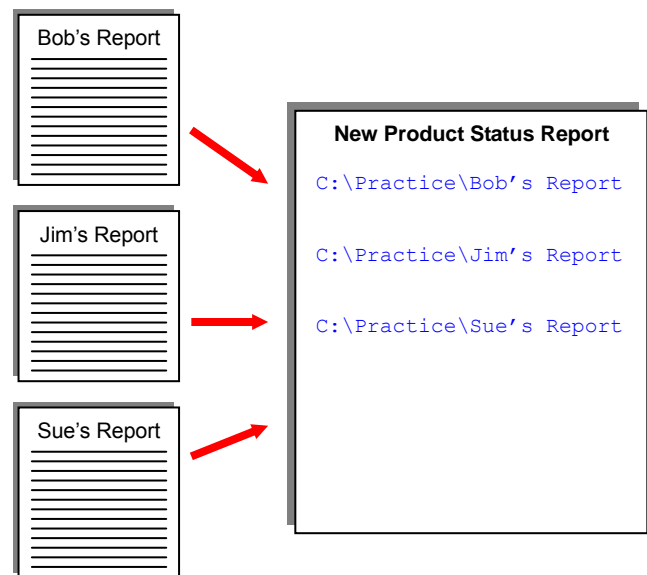 Bob's Report
Jim's Report
Sue's Report
New Product Status Report
C:\Practice\Bob's Report
C:\Practice\Jim's Report
C:\Practice\Sue's Report